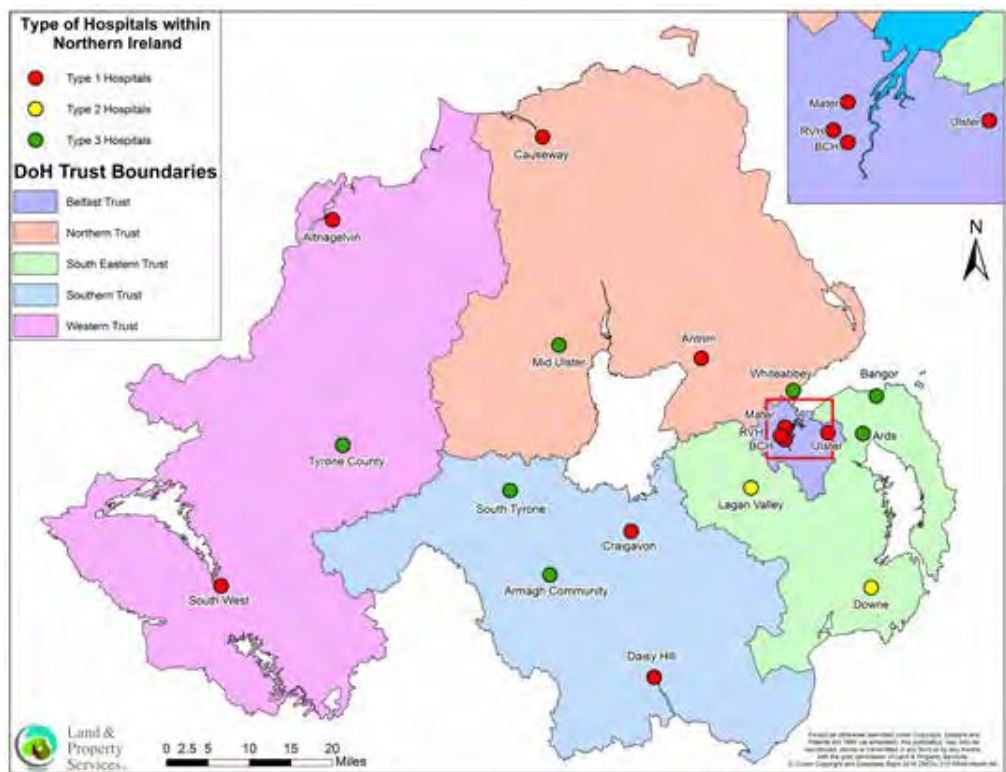 Type of Hospitals within
Northern Ireland
Type 1 Hospitals
Type 2 Hospitals
Type 3 Hospitals
DoH Trust Boundaries
Belfast Trust
Northern Trust
South Eastern Trust
Southern Trust
Western Trust
Mater
RVH
BCH
Ulster
N
Causeway
Altnagelvin
Mid Ulster
Antrim
Whiteabbey
Bangor
Mater
RVH
BCH
Ulster
Ards
Tyrone County
Lagan Valley
South Tyrone
Craigavon
Armagh Community
South West
Downe
Daisy Hill
Land &
Property
Services
0 2.5 5 10 15 20
Miles